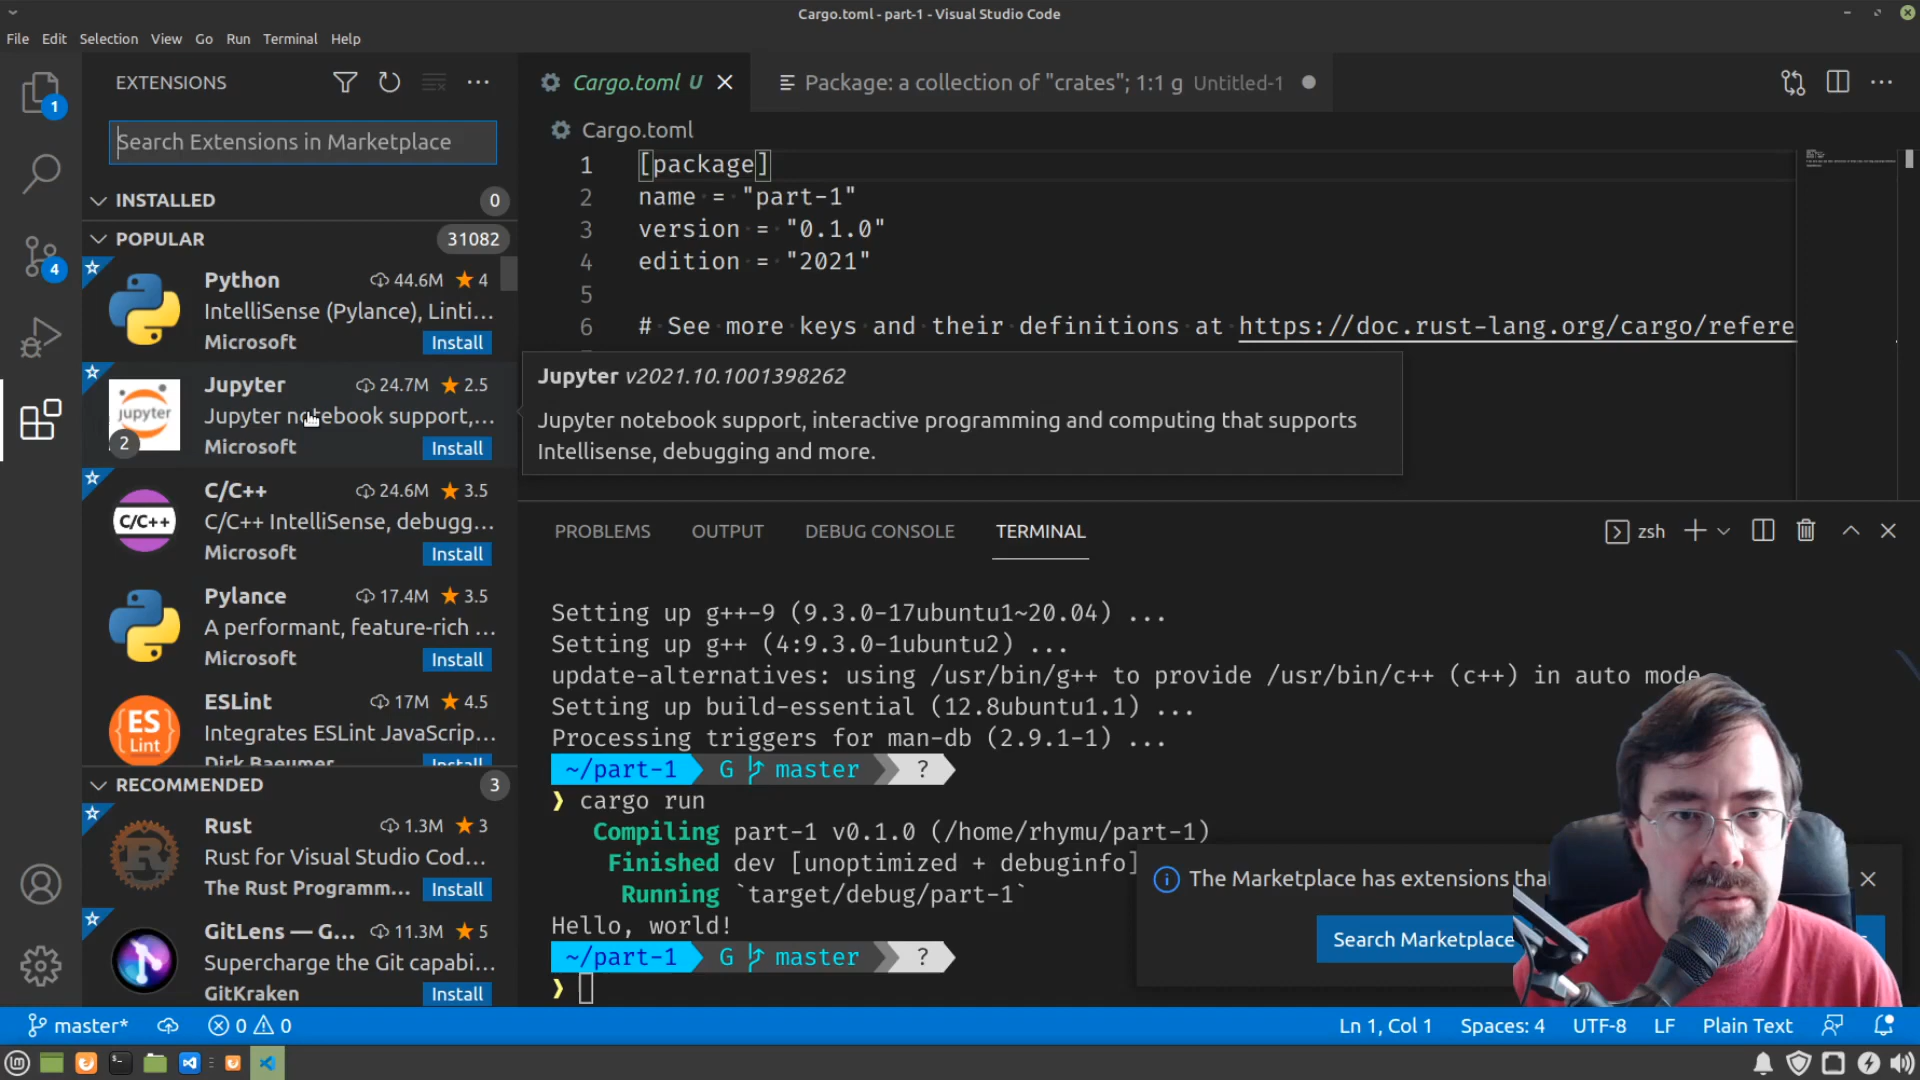 Cargo.toml - part-1 - Visual Studio Code
File Edit Selection View Go Run Terminal Help
1
4
EXTENSIONS
Search Extensions in Marketplace
INSTALLED 0
POPULAR 31082
Python 44.6M 4
IntelliSense (Pylance), Linti...
Microsoft Install
Jupyter 24.7M 2.5
Jupyter notebook support,...
Microsoft Install
jupyter
2
C/C++ 24.6M 3.5
C/C++ IntelliSense, debugg...
Microsoft Install
C/C++
Pylance 17.4M 3.5
A performant, feature-rich ...
Microsoft Install
ESLint 17M 4.5
Integrates ESLint JavaScrip...
Dirk Baeumer Install
ES
Lint
RECOMMENDED 3
Rust 1.3M 3
Rust for Visual Studio Cod...
The Rust Programm... Install
GitLens — G... 11.3M 5
Supercharge the Git capabi...
GitKraken Install
Cargo.toml U
Package: a collection of "crates"; 1:1 g Untitled-1
Cargo.toml
1 [package]
2 name = "part-1"
3 version = "0.1.0"
4 edition = "2021"
5
6 # See more keys and their definitions at https://doc.rust-lang.org/cargo/refere
Jupyter v2021.10.1001398262
Jupyter notebook support, interactive programming and computing that supports
Intellisense, debugging and more.
PROBLEMS OUTPUT DEBUG CONSOLE TERMINAL
zsh
Setting up g++-9 (9.3.0-17ubuntu1~20.04) ...
Setting up g++ (4:9.3.0-1ubuntu2) ...
update-alternatives: using /usr/bin/g++ to provide /usr/bin/c++ (c++) in auto mode
Setting up build-essential (12.8ubuntu1.1) ...
Processing triggers for man-db (2.9.1-1) ...
~/part-1 G master ?
❯ cargo run
Compiling part-1 v0.1.0 (/home/rhymu/part-1)
Finished dev [unoptimized + debuginfo]
Running `target/debug/part-1`
Hello, world!
~/part-1 G master ?
❯
The Marketplace has extensions tha
Search Marketplace
master* 0 0
Ln 1, Col 1 Spaces: 4 UTF-8 LF Plain Text